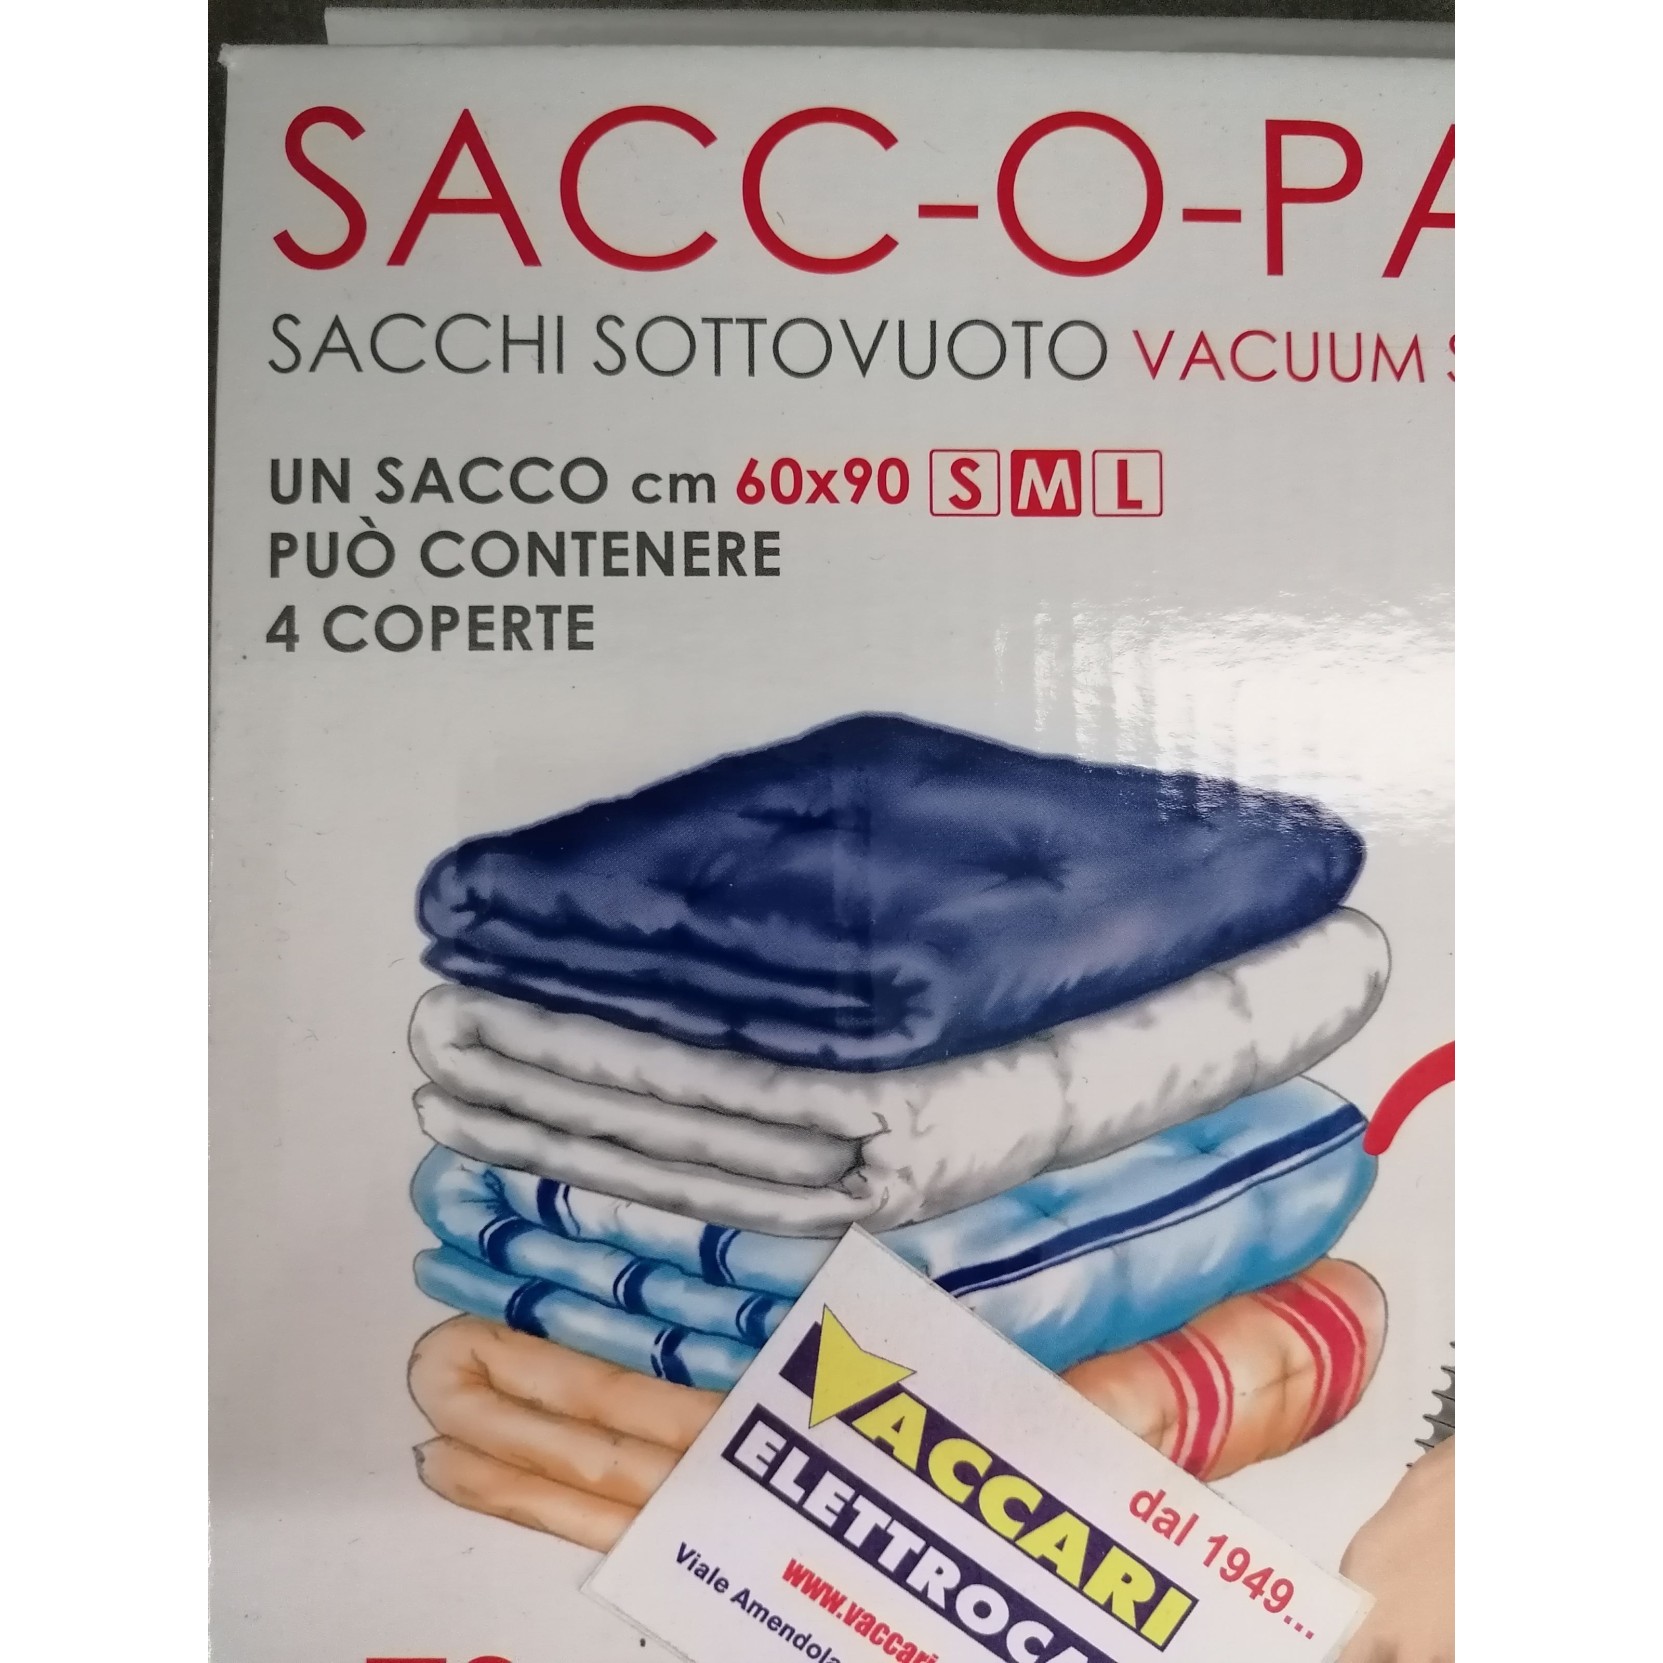 SACC-O-PA
SACCHI SOTTOVUOTO VACUUM S
UN SACCO cm 60x90 S M L
PUÒ CONTENERE
4 COPERTE
VACCARI
ELETTROCA
dal 1949...
www.vaccari
Viale Amendola